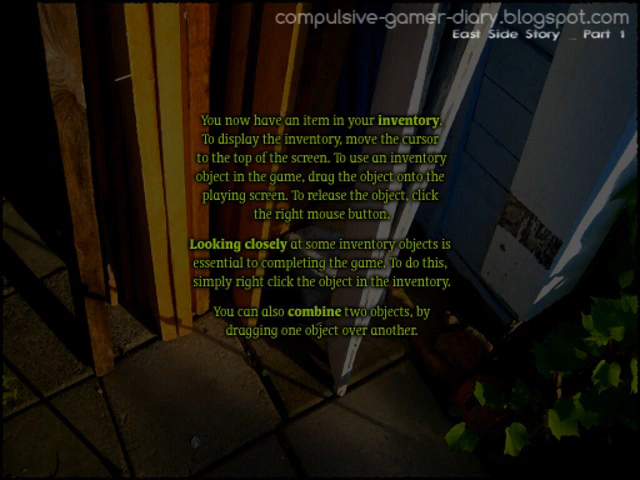 compulsive-gamer-diary.blogspot.com
East Side Story _ Part 1
You now have an item in your inventory.
To display the inventory, move the cursor
to the top of the screen. To use an inventory
object in the game, drag the object onto the
playing screen. To release the object, click
the right mouse button.
Looking closely at some inventory objects is
essential to completing the game. To do this,
simply right click the object in the inventory.
You can also combine two objects, by
dragging one object over another.